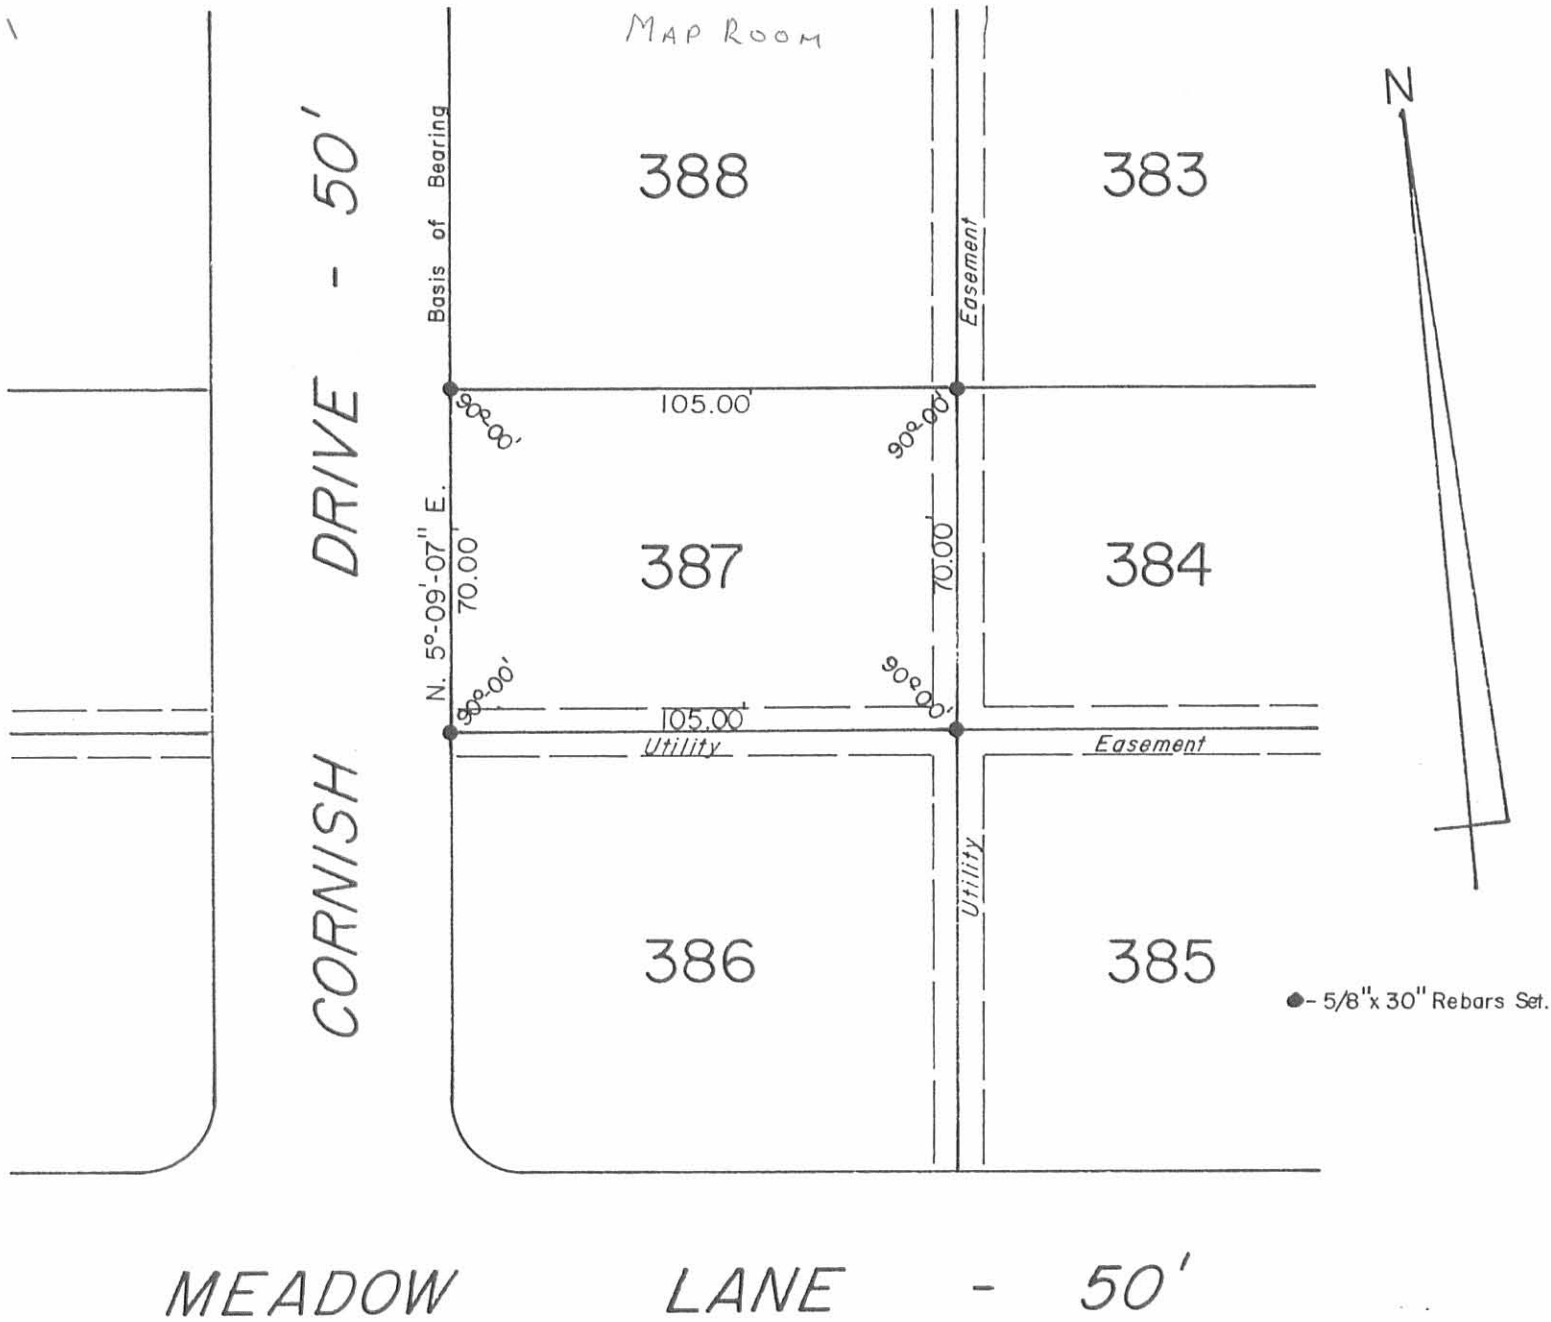 MAP ROOM
N
388
383
Basis of Bearing
Easement
DRIVE - 50'
105.00'
90°-00'
90°-00'
N. 5°-09'-07" E.
70.00'
387
70.00'
384
90°-00'
90°-00'
105.00'
Utility
Easement
CORNISH
Utility
386
385
- 5/8" x 30" Rebars Set.
MEADOW LANE - 50'